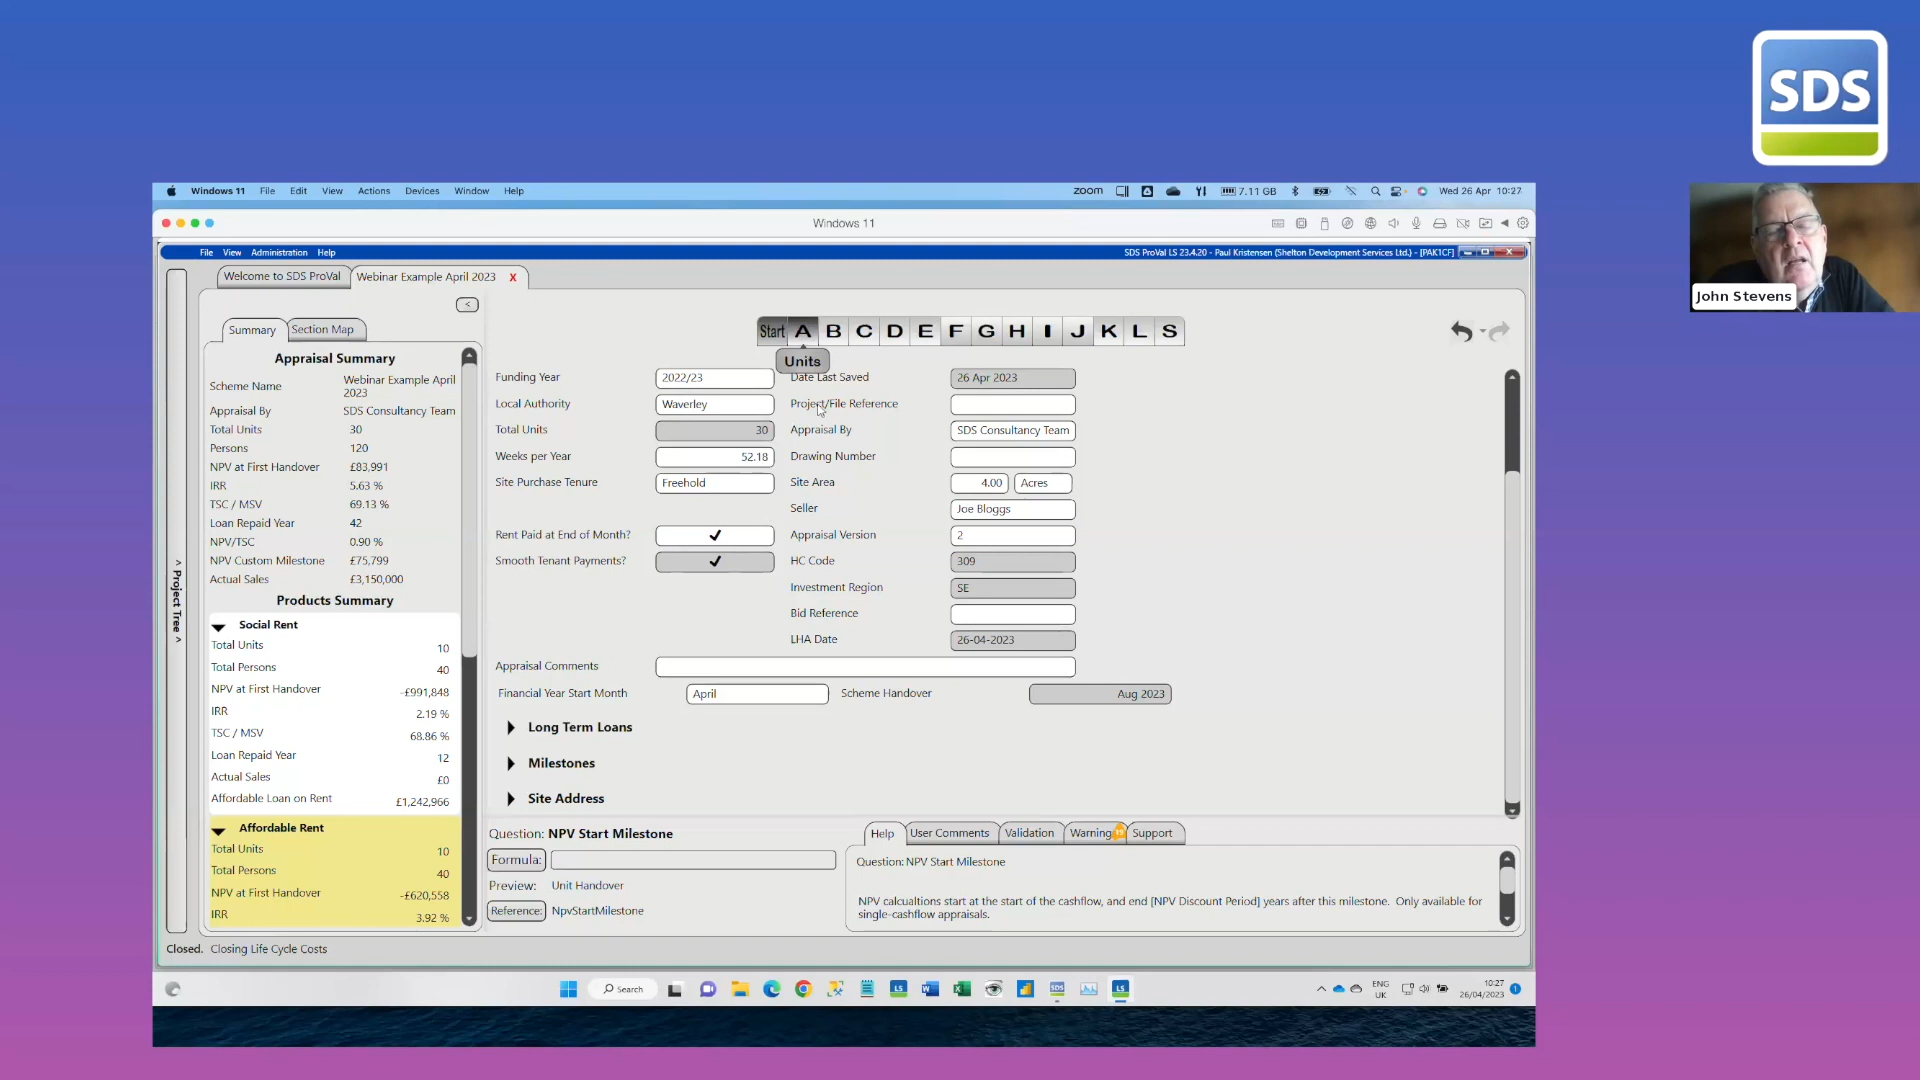 SDS
John Stevens
Windows 11 File Edit View Actions Devices Window Help
zoom 7.11 GB Wed 26 Apr 10:27
Windows 11
File View Administration Help
SDS ProVal LS 23.4.20 - Paul Kristensen (Shelton Development Services Ltd.) - [PAK1CF]
Welcome to SDS ProVal
Webinar Example April 2023 X
<
Summary
Section Map
Start A B C D E F G H I J K L S
Units
^ Project Tree ^
Appraisal Summary
Scheme Name Webinar Example April 2023
Appraisal By SDS Consultancy Team
Total Units 30
Persons 120
NPV at First Handover £83,991
IRR 5.63 %
TSC / MSV 69.13 %
Loan Repaid Year 42
NPV/TSC 0.90 %
NPV Custom Milestone £75,799
Actual Sales £3,150,000
Products Summary
Social Rent
Total Units 10
Total Persons 40
NPV at First Handover -£991,848
IRR 2.19 %
TSC / MSV 68.86 %
Loan Repaid Year 12
Actual Sales £0
Affordable Loan on Rent £1,242,966
Affordable Rent
Total Units 10
Total Persons 40
NPV at First Handover -£620,558
IRR 3.92 %
Funding Year 2022/23 Date Last Saved 26 Apr 2023
Local Authority Waverley Project/File Reference
Total Units 30 Appraisal By SDS Consultancy Team
Weeks per Year 52.18 Drawing Number
Site Purchase Tenure Freehold Site Area 4.00 Acres
Seller Joe Bloggs
Rent Paid at End of Month? ✓ Appraisal Version 2
Smooth Tenant Payments? ✓ HC Code 309
Investment Region SE
Bid Reference
LHA Date 26-04-2023
Appraisal Comments
Financial Year Start Month April Scheme Handover Aug 2023
Long Term Loans
Milestones
Site Address
Question: NPV Start Milestone
Formula:
Preview: Unit Handover
Reference: NpvStartMilestone
Help User Comments Validation Warning Support
Question: NPV Start Milestone
NPV calcualtions start at the start of the cashflow, and end [NPV Discount Period] years after this milestone. Only available for
single-cashflow appraisals.
Closed. Closing Life Cycle Costs
Search
LS
SDS
LS
ENG
UK
10:27
26/04/2023
1